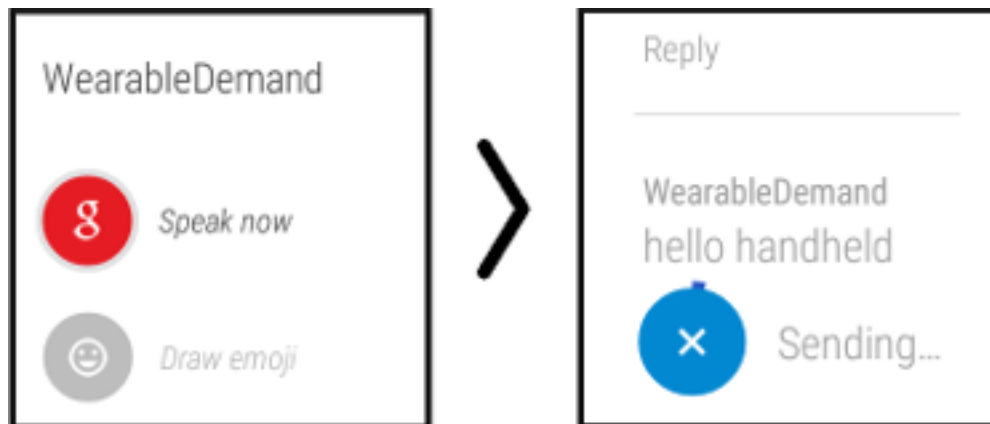 WearableDemand
g
Speak now
Draw emoji
Reply
WearableDemand
hello handheld
Sending...